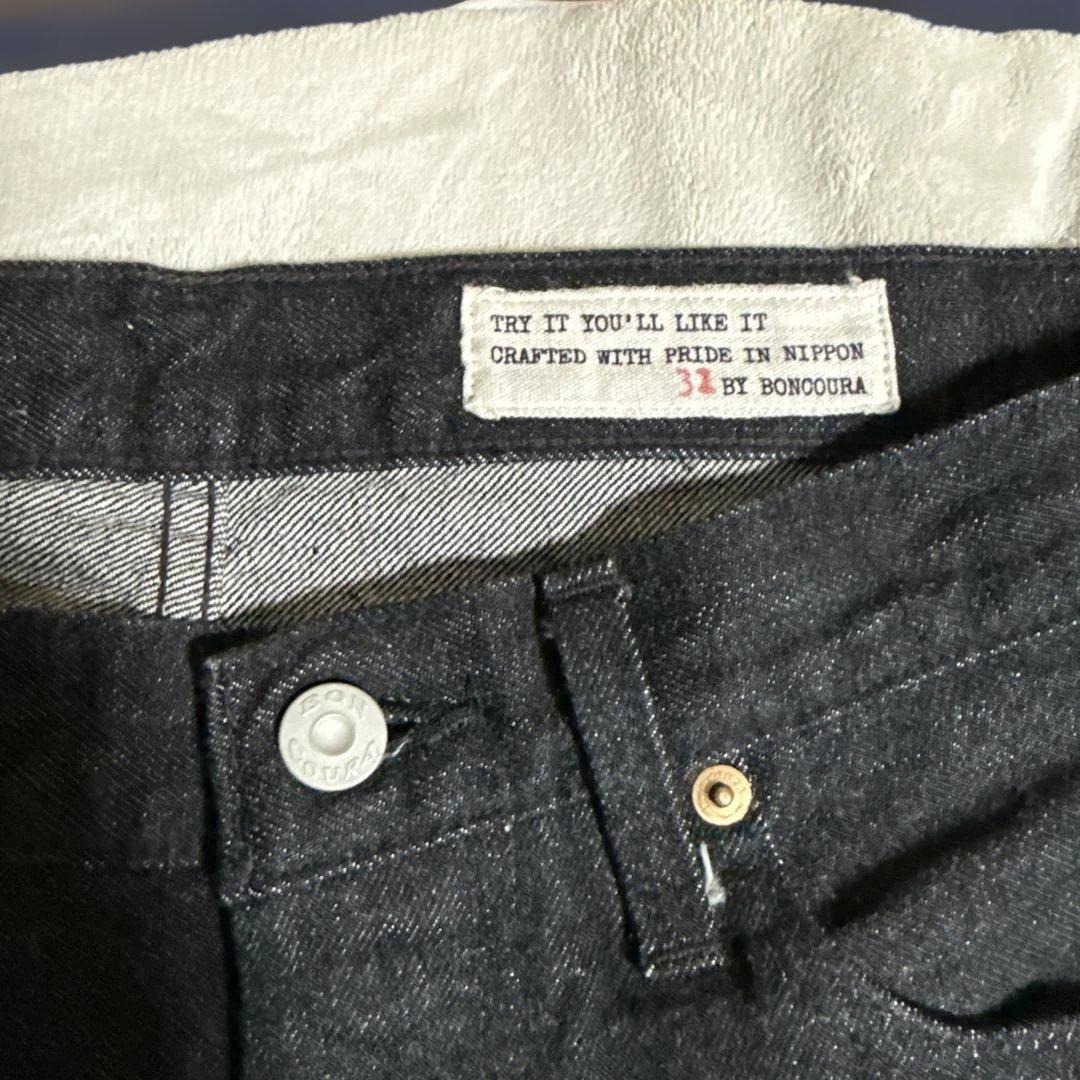 TRY IT YOU'LL LIKE IT
CRAFTED WITH PRIDE IN NIPPON
BY BONCOURA
BON
COURA